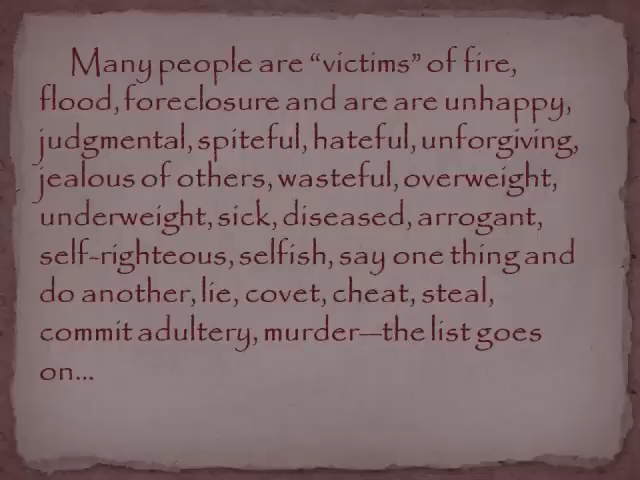 Many people are “victims” of fire,
flood, foreclosure and are are unhappy,
judgmental, spiteful, hateful, unforgiving,
jealous of others, wasteful, overweight,
underweight, sick, diseased, arrogant,
self-righteous, selfish, say one thing and
do another, lie, covet, cheat, steal,
commit adultery, murder—the list goes
on...